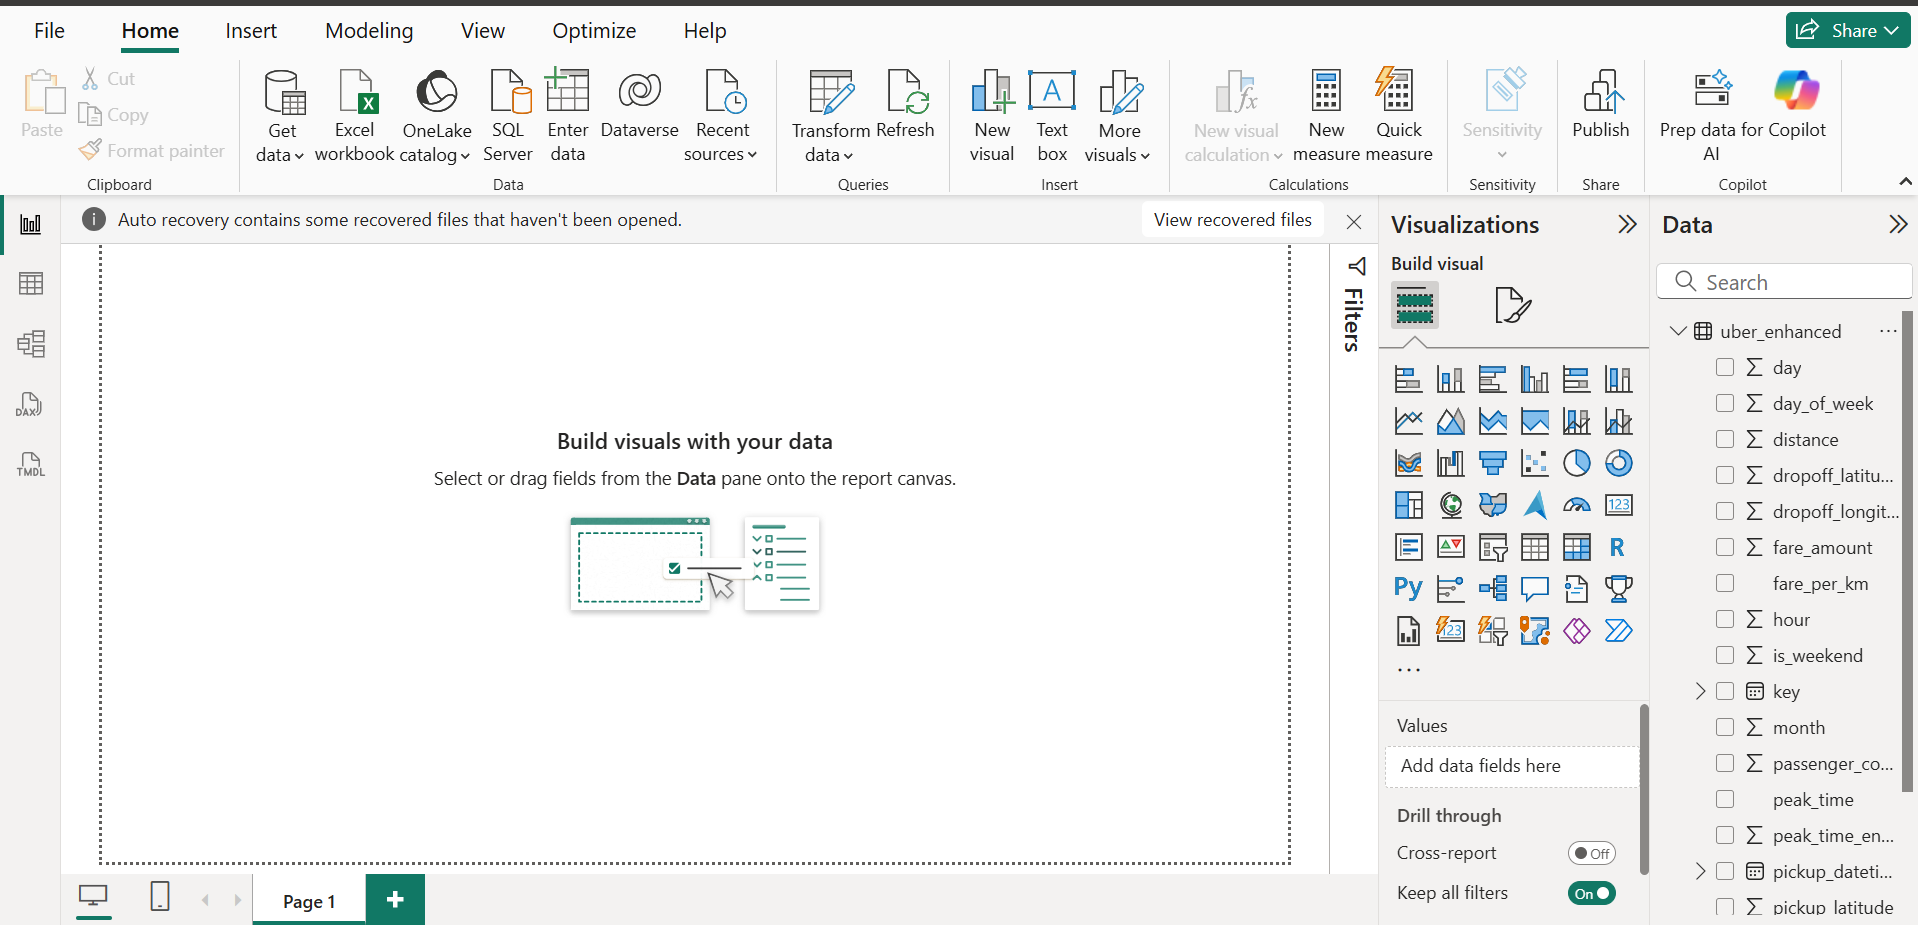 File
Home
Insert
Modeling
View
Optimize
Help
Share
Paste
Cut
Copy
Format painter
Clipboard
Get
data
Excel
workbook
OneLake
catalog
SQL
Server
Enter
data
Dataverse
Recent
sources
Data
Transform
data
Refresh
Queries
New
visual
A
Text
box
More
visuals
Insert
fx
New visual
calculation
New
measure
Quick
measure
Calculations
Sensitivity
Sensitivity
Publish
Share
Prep data for
AI
Copilot
Copilot
Auto recovery contains some recovered files that haven't been opened.
View recovered files
DAX
TMDL
Build visuals with your data
Select or drag fields from the Data pane onto the report canvas.
Page 1
Filters
Visualizations
Build visual
123
R
Py
123
...
Values
Add data fields here
Drill through
Cross-report
Off
Keep all filters
On
Data
Search
uber_enhanced
...
day
day_of_week
distance
dropoff_latitu...
dropoff_longit...
fare_amount
fare_per_km
hour
is_weekend
key
month
passenger_co...
peak_time
peak_time_en...
pickup_dateti...
pickup_latitude